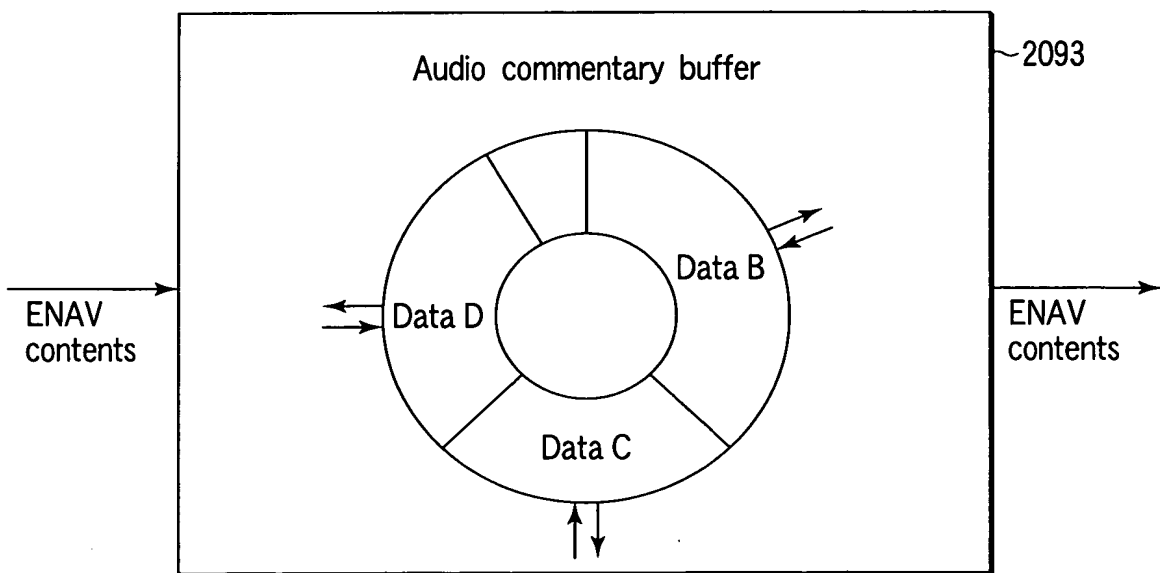 Audio commentary buffer
2093
Data B
Data D
Data C
ENAV
contents
ENAV
contents